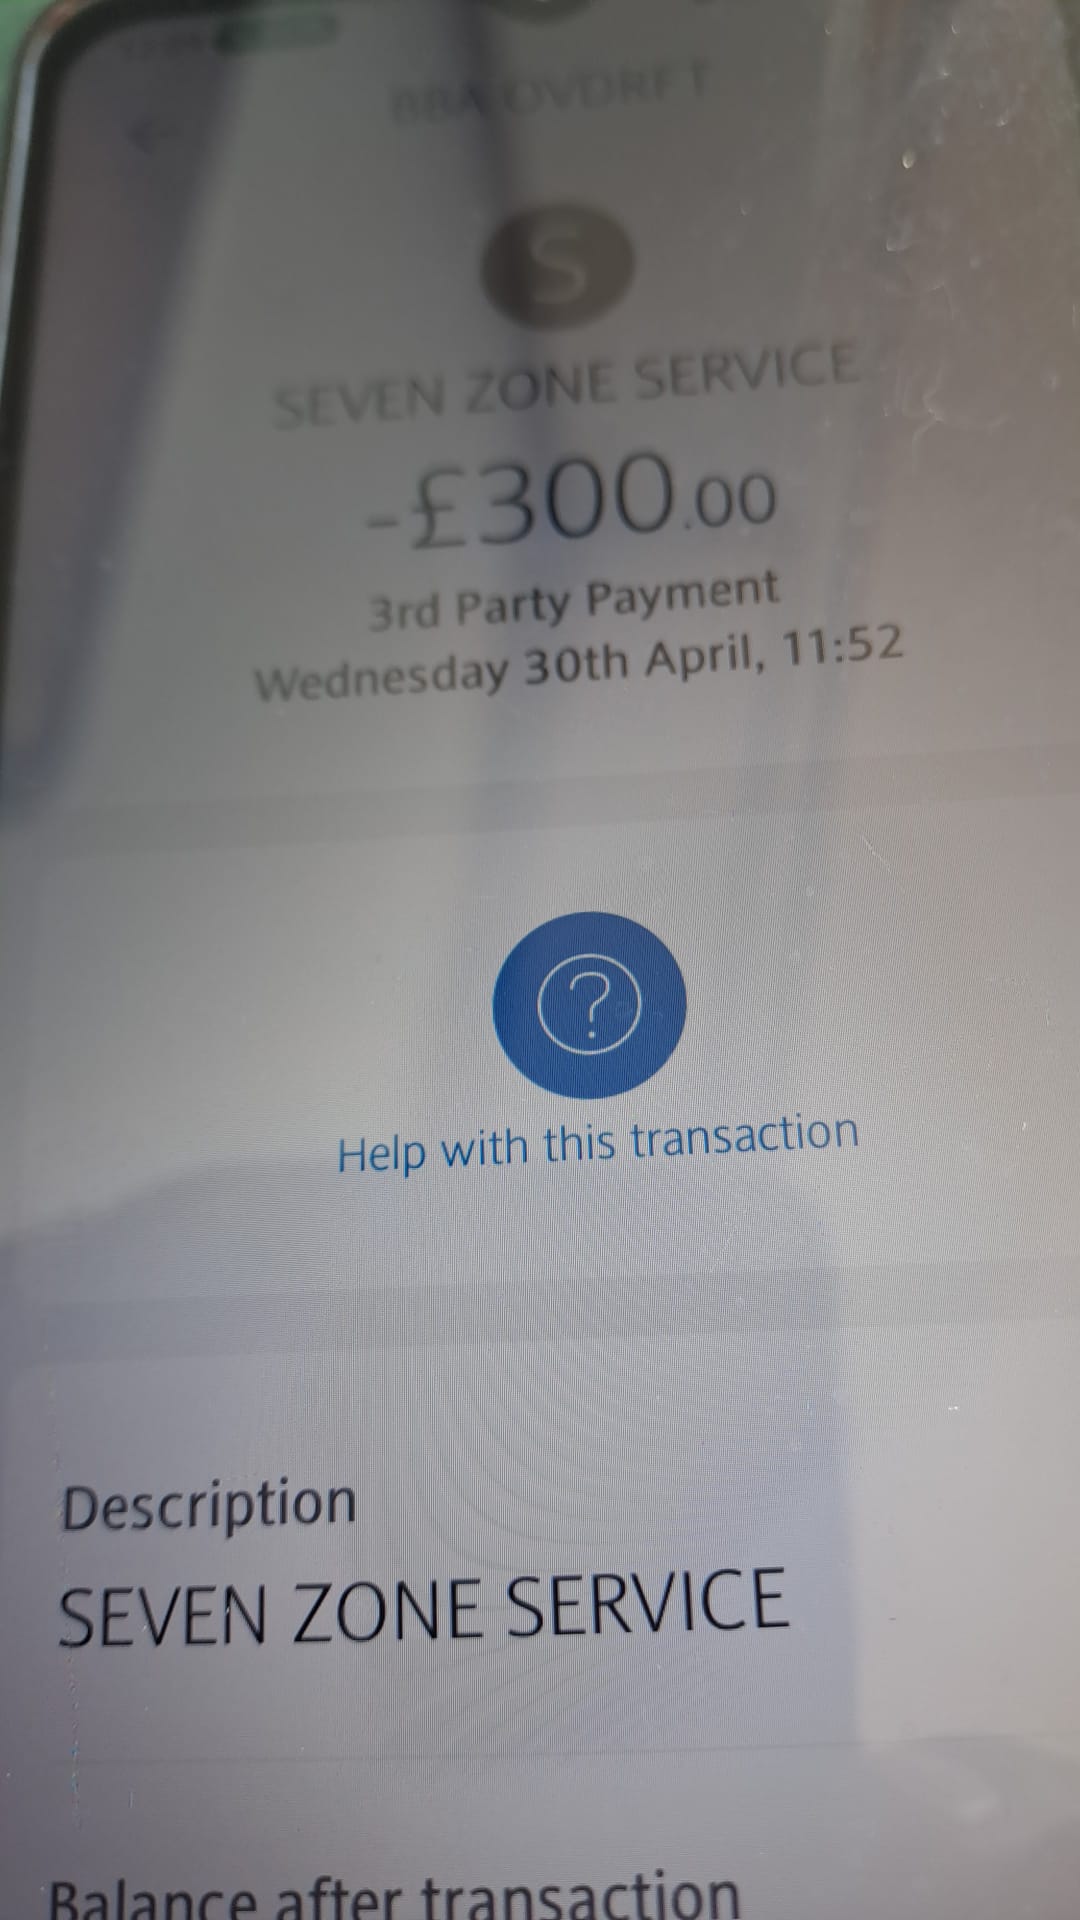 BBA OVDRFT
S
SEVEN ZONE SERVICE
-£300.00
3rd Party Payment
Wednesday 30th April, 11:52
?
Help with this transaction
Description
SEVEN ZONE SERVICE
Balance after transaction